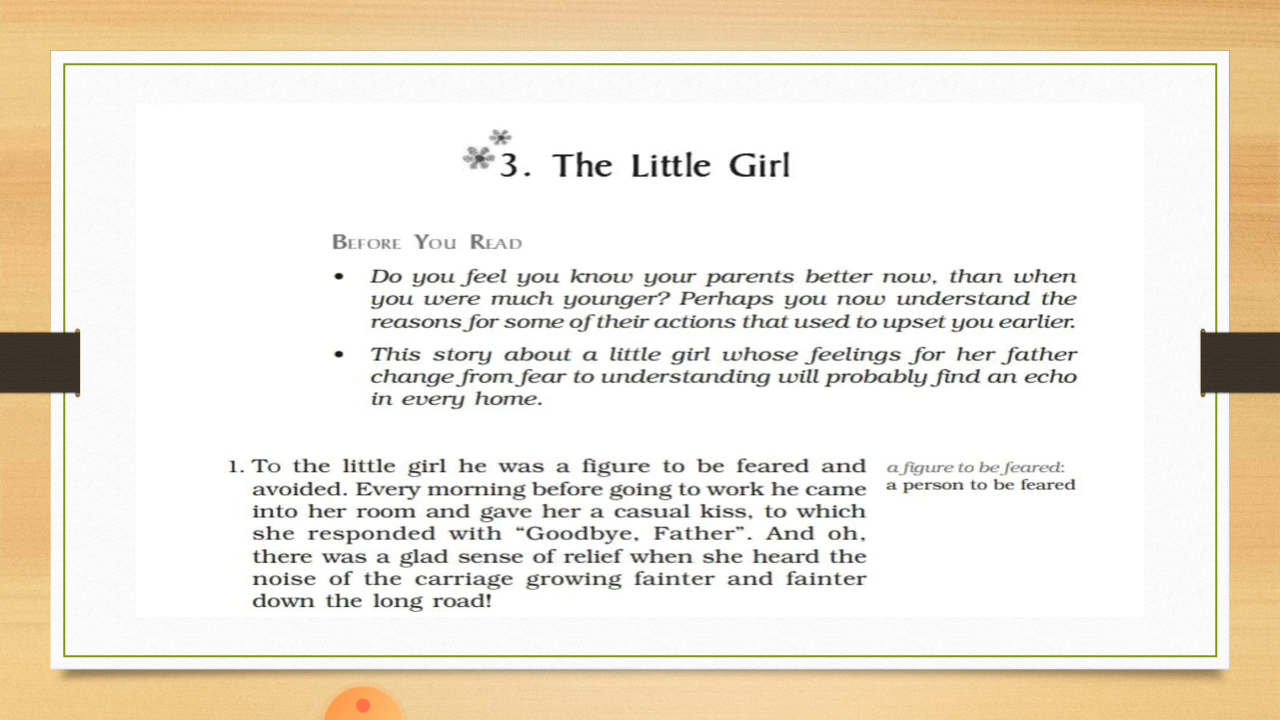 3. The Little Girl
BEFORE YOU READ
• Do you feel you know your parents better now, than when
you were much younger? Perhaps you now understand the
reasons for some of their actions that used to upset you earlier.
• This story about a little girl whose feelings for her father
change from fear to understanding will probably find an echo
in every home.
1. To the little girl he was a figure to be feared and
avoided. Every morning before going to work he came
into her room and gave her a casual kiss, to which
she responded with “Goodbye, Father”. And oh,
there was a glad sense of relief when she heard the
noise of the carriage growing fainter and fainter
down the long road!
a figure to be feared:
a person to be feared